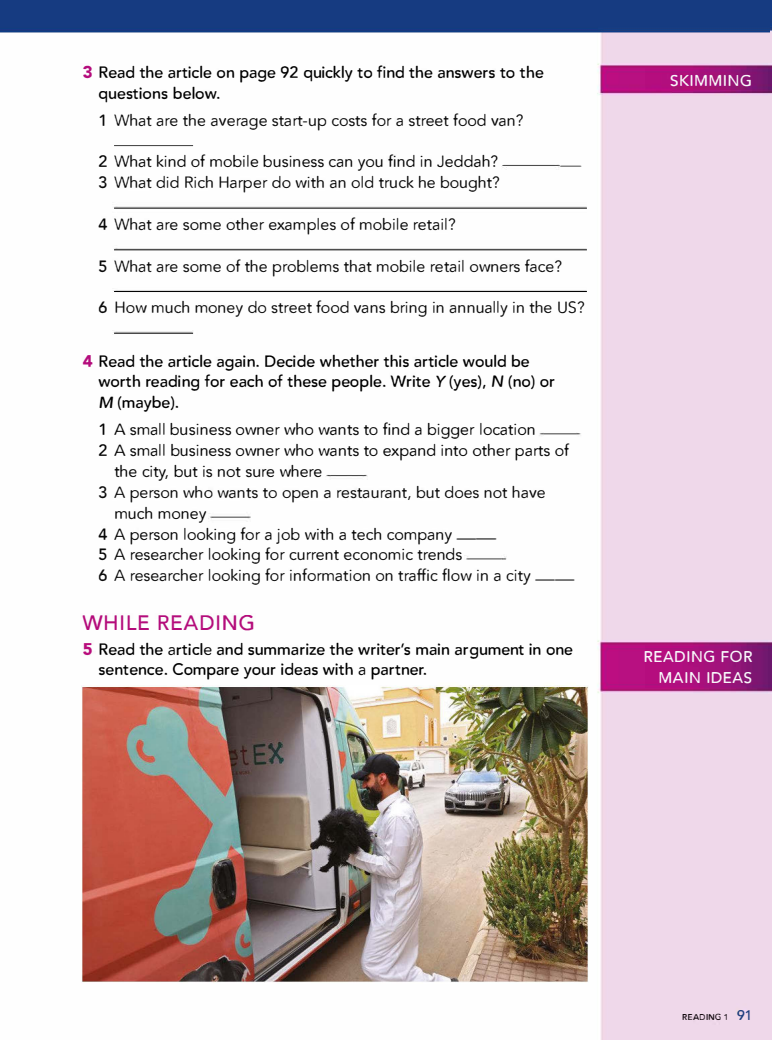 SKIMMING
3 Read the article on page 92 quickly to find the answers to the
questions below.
1 What are the average start-up costs for a street food van?
2 What kind of mobile business can you find in Jeddah?
3 What did Rich Harper do with an old truck he bought?
4 What are some other examples of mobile retail?
5 What are some of the problems that mobile retail owners face?
6 How much money do street food vans bring in annually in the US?
4 Read the article again. Decide whether this article would be
worth reading for each of these people. Write Y (yes), N (no) or
M (maybe).
1 A small business owner who wants to find a bigger location
2 A small business owner who wants to expand into other parts of
the city, but is not sure where
3 A person who wants to open a restaurant, but does not have
much money
4 A person looking for a job with a tech company
5 A researcher looking for current economic trends
6 A researcher looking for information on traffic flow in a city
WHILE READING
READING FOR
MAIN IDEAS
5 Read the article and summarize the writer's main argument in one
sentence. Compare your ideas with a partner.
etEX
READING 1 91